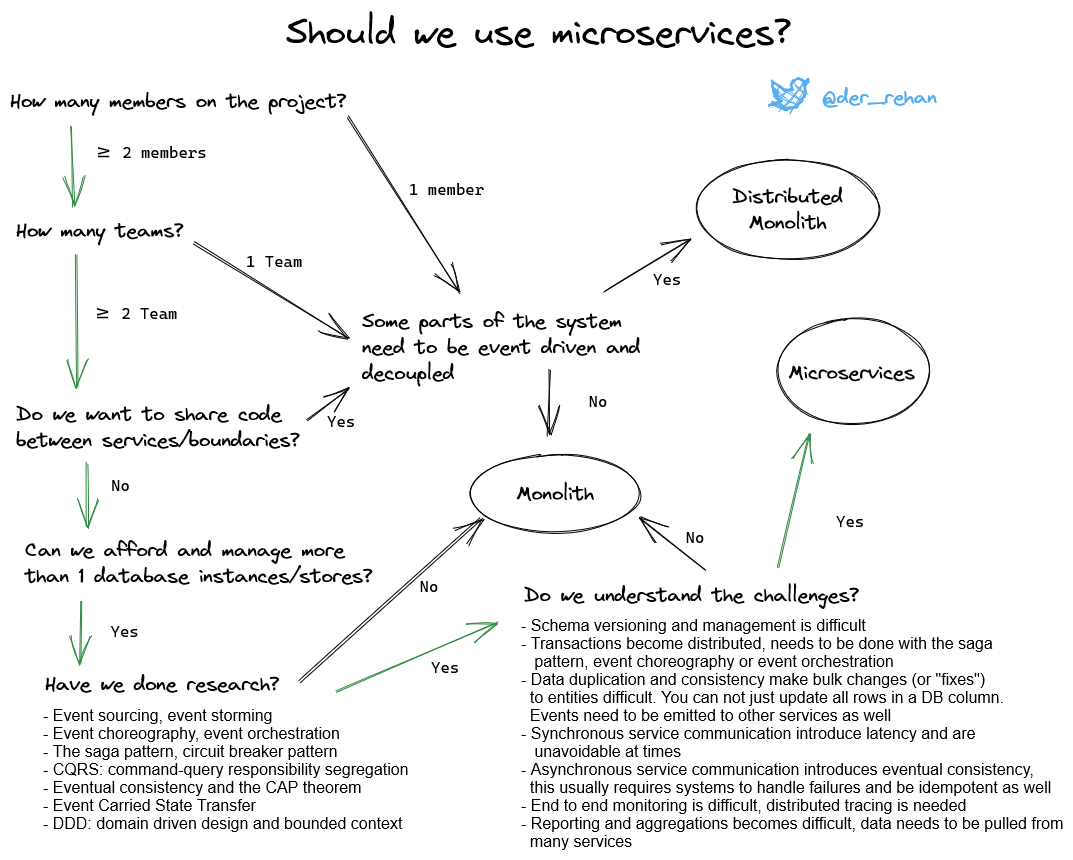 Should we use microservices?
@der_rehan
How many members on the project?
≥ 2 members
1 member
How many teams?
1 Team
≥ 2 Team
Distributed
Monolith
Yes
Some parts of the system
need to be event driven and
decoupled
Microservices
No
Do we want to share code
between services/boundaries?
Yes
No
Monolith
Can we afford and manage more
than 1 database instances/stores?
Yes
No
No
Yes
Have we done research?
- Event sourcing, event storming
- Event choreography, event orchestration
- The saga pattern, circuit breaker pattern
- CQRS: command-query responsibility segregation
- Eventual consistency and the CAP theorem
- Event Carried State Transfer
- DDD: domain driven design and bounded context
Yes
Do we understand the challenges?
- Schema versioning and management is difficult
- Transactions become distributed, needs to be done with the saga
pattern, event choreography or event orchestration
- Data duplication and consistency make bulk changes (or "fixes")
to entities difficult. You can not just update all rows in a DB column.
Events need to be emitted to other services as well
- Synchronous service communication introduce latency and are
unavoidable at times
- Asynchronous service communication introduces eventual consistency,
this usually requires systems to handle failures and be idempotent as well
- End to end monitoring is difficult, distributed tracing is needed
- Reporting and aggregations becomes difficult, data needs to be pulled from
many services